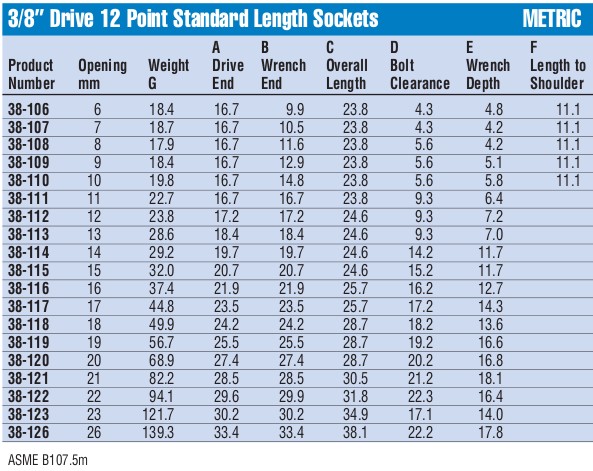 3/8" Drive 12 Point Standard Length Sockets METRIC
A B C D E F
Product Opening Weight Drive Wrench Overall Bolt Wrench Length to
Number mm G End End Length Clearance Depth Shoulder
38-106 6 18.4 16.7 9.9 23.8 4.3 4.8 11.1
38-107 7 18.7 16.7 10.5 23.8 4.3 4.2 11.1
38-108 8 17.9 16.7 11.6 23.8 5.6 4.2 11.1
38-109 9 18.4 16.7 12.9 23.8 5.6 5.1 11.1
38-110 10 19.8 16.7 14.8 23.8 5.6 5.8 11.1
38-111 11 22.7 16.7 16.7 23.8 9.3 6.4
38-112 12 23.8 17.2 17.2 24.6 9.3 7.2
38-113 13 28.6 18.4 18.4 24.6 9.3 7.0
38-114 14 29.2 19.7 19.7 24.6 14.2 11.7
38-115 15 32.0 20.7 20.7 24.6 15.2 11.7
38-116 16 37.4 21.9 21.9 25.7 16.2 12.7
38-117 17 44.8 23.5 23.5 25.7 17.2 14.3
38-118 18 49.9 24.2 24.2 28.7 18.2 13.6
38-119 19 56.7 25.5 25.5 28.7 19.2 16.6
38-120 20 68.9 27.4 27.4 28.7 20.2 16.8
38-121 21 82.2 28.5 28.5 30.5 21.2 18.1
38-122 22 94.1 29.6 29.9 31.8 22.3 16.4
38-123 23 121.7 30.2 30.2 34.9 17.1 14.0
38-126 26 139.3 33.4 33.4 38.1 22.2 17.8
ASME B107.5m